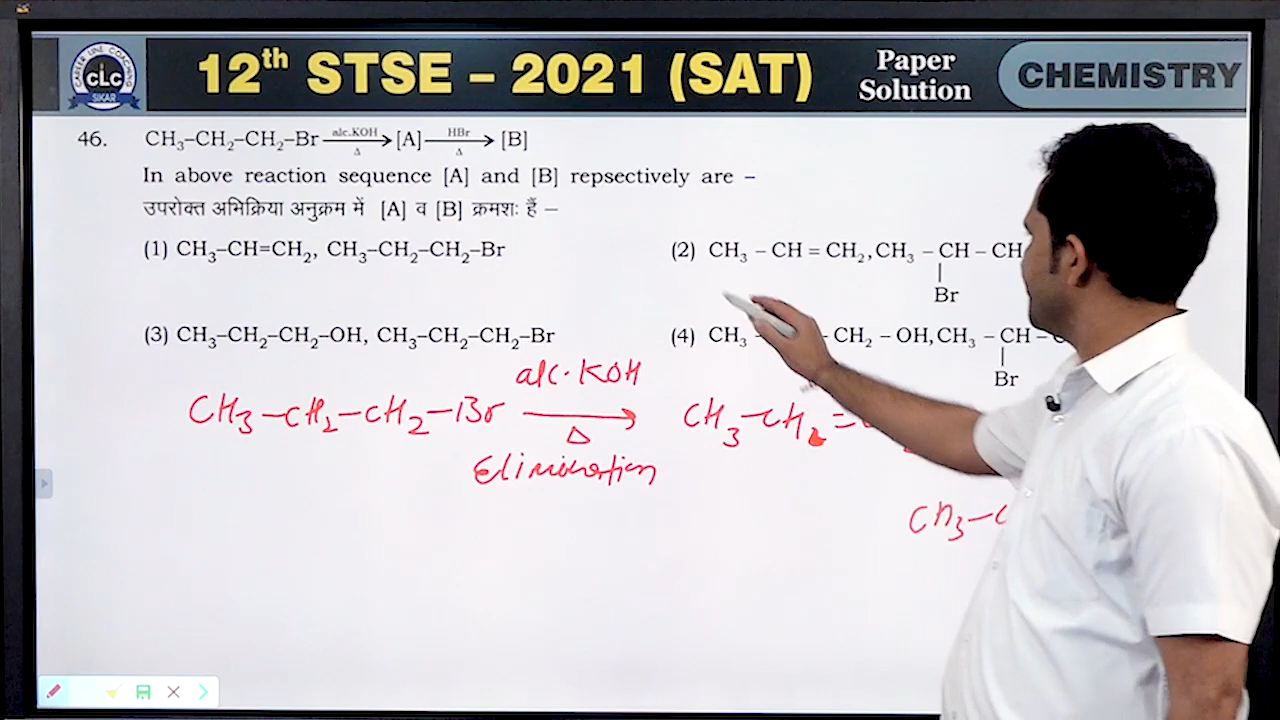 CAREER LINE COACHING
CLC
SIKAR
12th STSE – 2021 (SAT)
Paper Solution
CHEMISTRY
46. CH₃–CH₂–CH₂–Br —alc.KOH/Δ→ [A] —HBr/Δ→ [B]
In above reaction sequence [A] and [B] repsectively are –
उपरोक्त अभिक्रिया अनुक्रम में [A] व [B] क्रमशः हैं –
(1) CH₃–CH=CH₂, CH₃–CH₂–CH₂–Br
(2) CH₃ – CH = CH₂, CH₃ – CH – CH
Br
(3) CH₃–CH₂–CH₂–OH, CH₃–CH₂–CH₂–Br
(4) CH₃ – CH₂ – OH, CH₃ – CH –
Br
alc. KOH
CH₃–CH₂–CH₂–Br → CH₃–CH₂=
Δ
Elimination
CH₃–